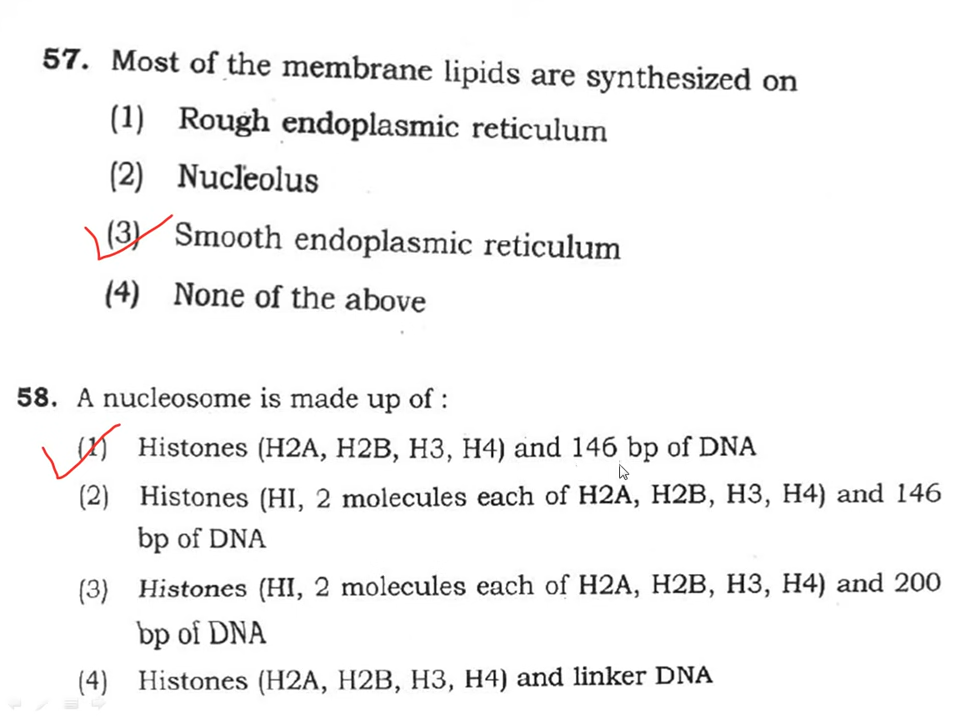 57. Most of the membrane lipids are synthesized on
(1) Rough endoplasmic reticulum
(2) Nucleolus
(3) Smooth endoplasmic reticulum
(4) None of the above
58. A nucleosome is made up of :
(1) Histones (H2A, H2B, H3, H4) and 146 bp of DNA
(2) Histones (HI, 2 molecules each of H2A, H2B, H3, H4) and 146
bp of DNA
(3) Histones (HI, 2 molecules each of H2A, H2B, H3, H4) and 200
bp of DNA
(4) Histones (H2A, H2B, H3, H4) and linker DNA